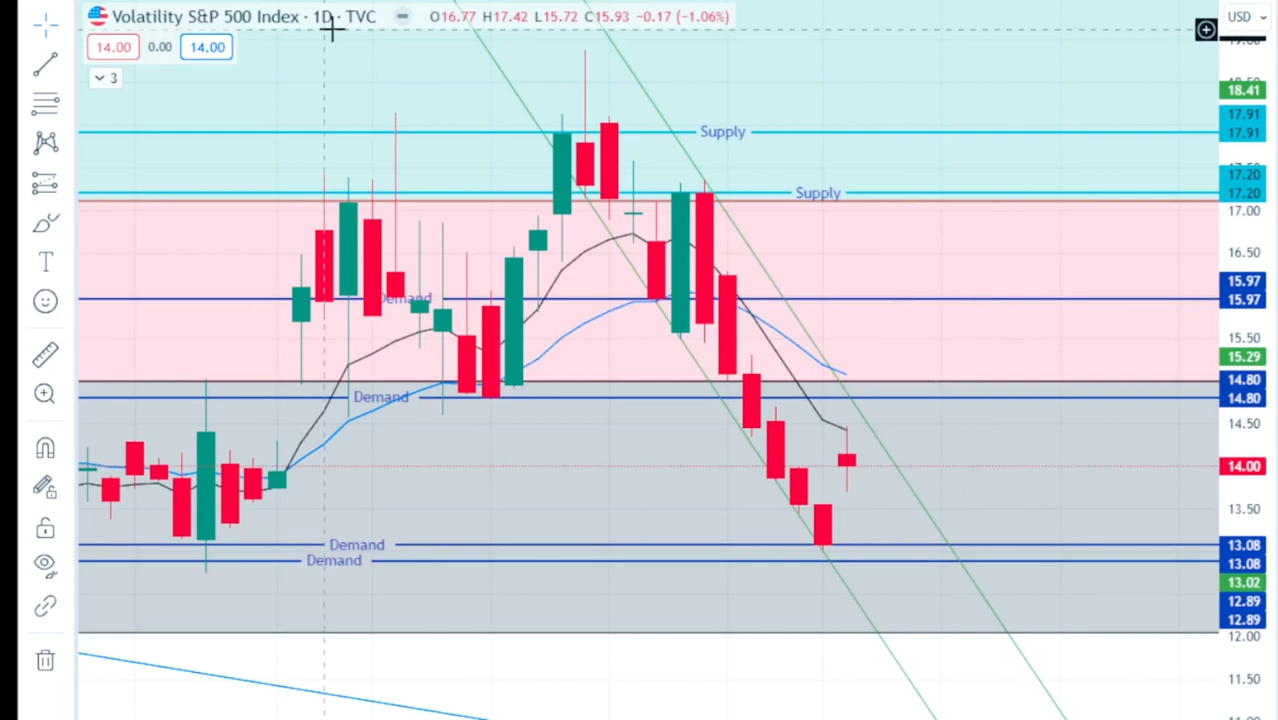 Volatility S&P 500 Index · 1D · TVC O16.77 H17.42 L15.72 C15.93 −0.17 (−1.06%)
USD
14.00 0.00 14.00
3
18.41
17.91
17.91
Supply
17.20
17.20
Supply
17.00
16.50
15.97
15.97
Demand
15.50
15.29
14.80
14.80
Demand
14.50
14.00
13.50
13.08
Demand
13.08
Demand
13.02
12.89
12.89
12.00
11.50